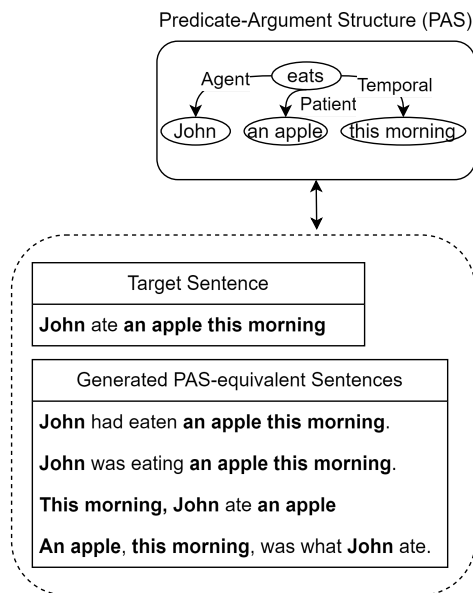 Predicate-Argument Structure (PAS)
eats
Agent
Temporal
Patient
John
an apple
this morning
Target Sentence
John ate an apple this morning
Generated PAS-equivalent Sentences
John had eaten an apple this morning.
John was eating an apple this morning.
This morning, John ate an apple
An apple, this morning, was what John ate.